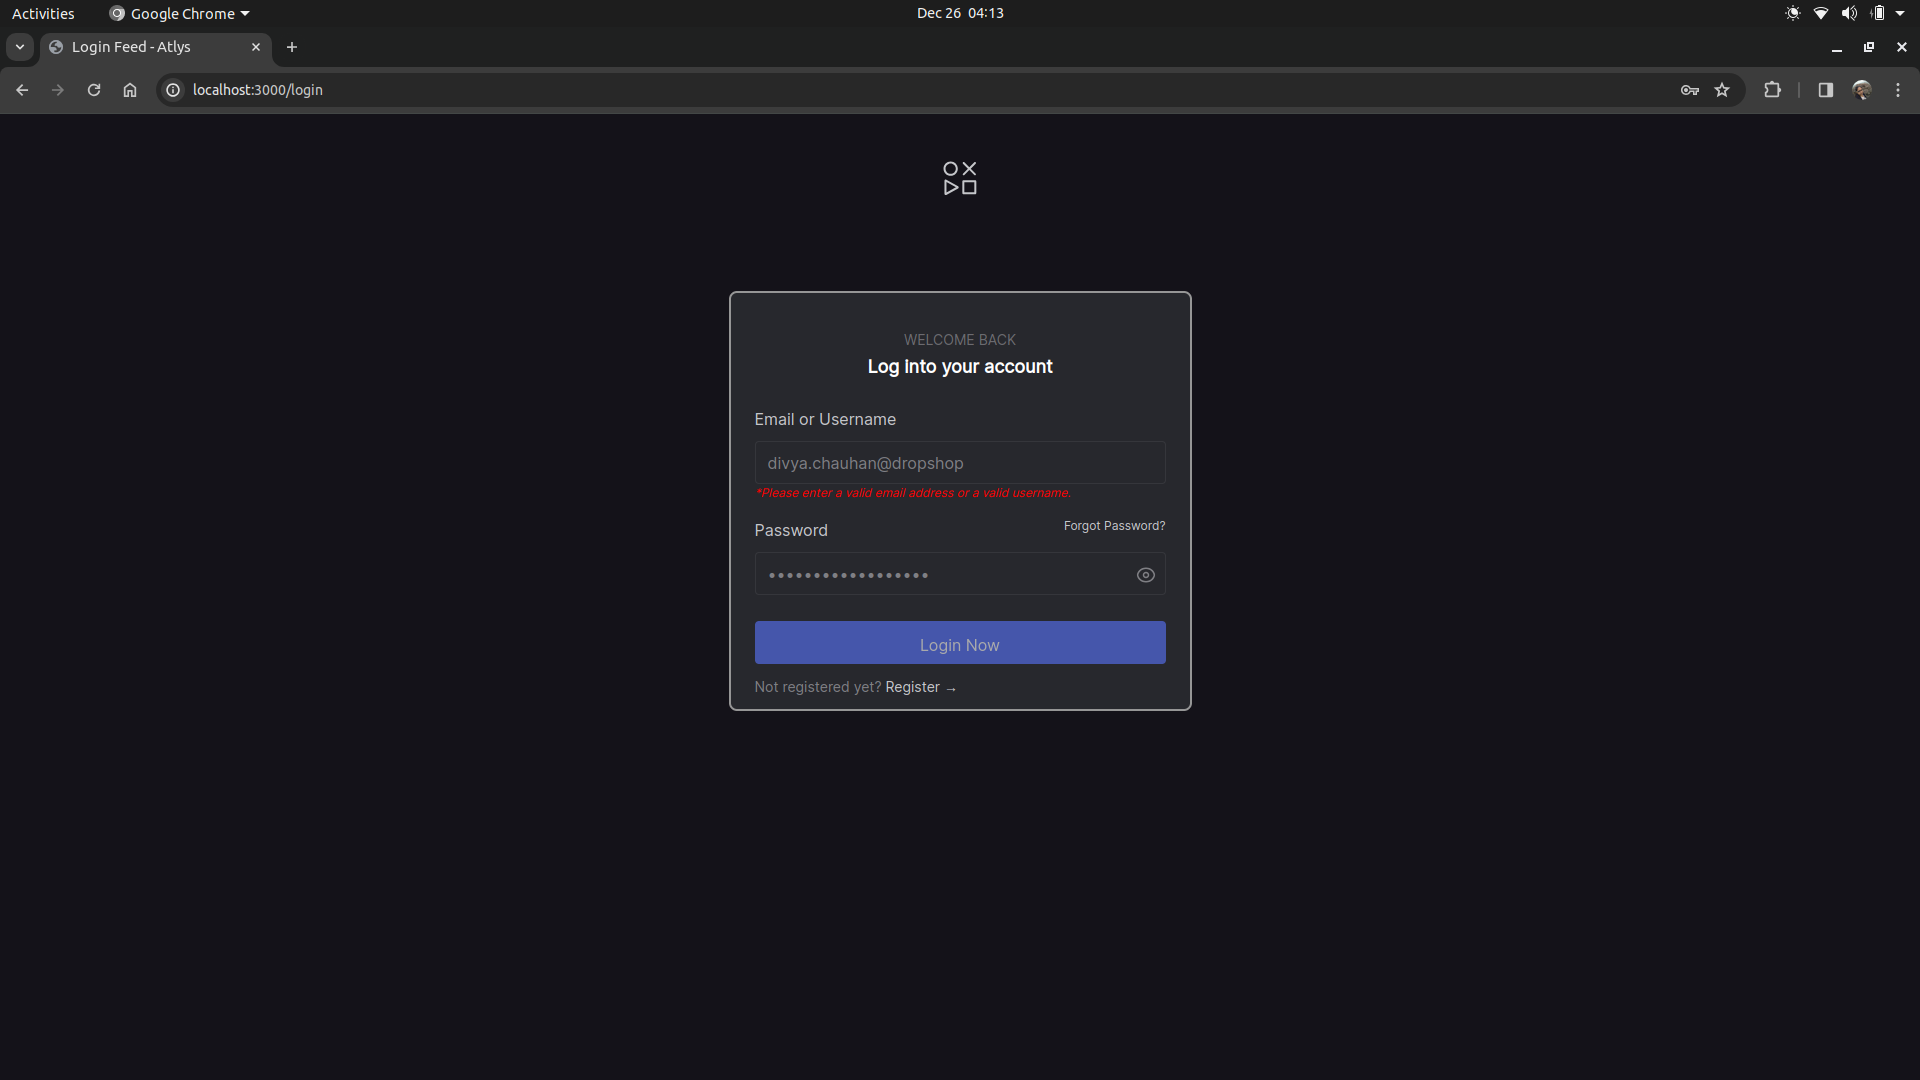 Activities
Google Chrome
Dec 26 04:13
Login Feed - Atlys
localhost:3000/login
WELCOME BACK
Log into your account
Email or Username
divya.chauhan@dropshop
*Please enter a valid email address or a valid username.
Password
Forgot Password?
••••••••••••••••••
Login Now
Not registered yet? Register →